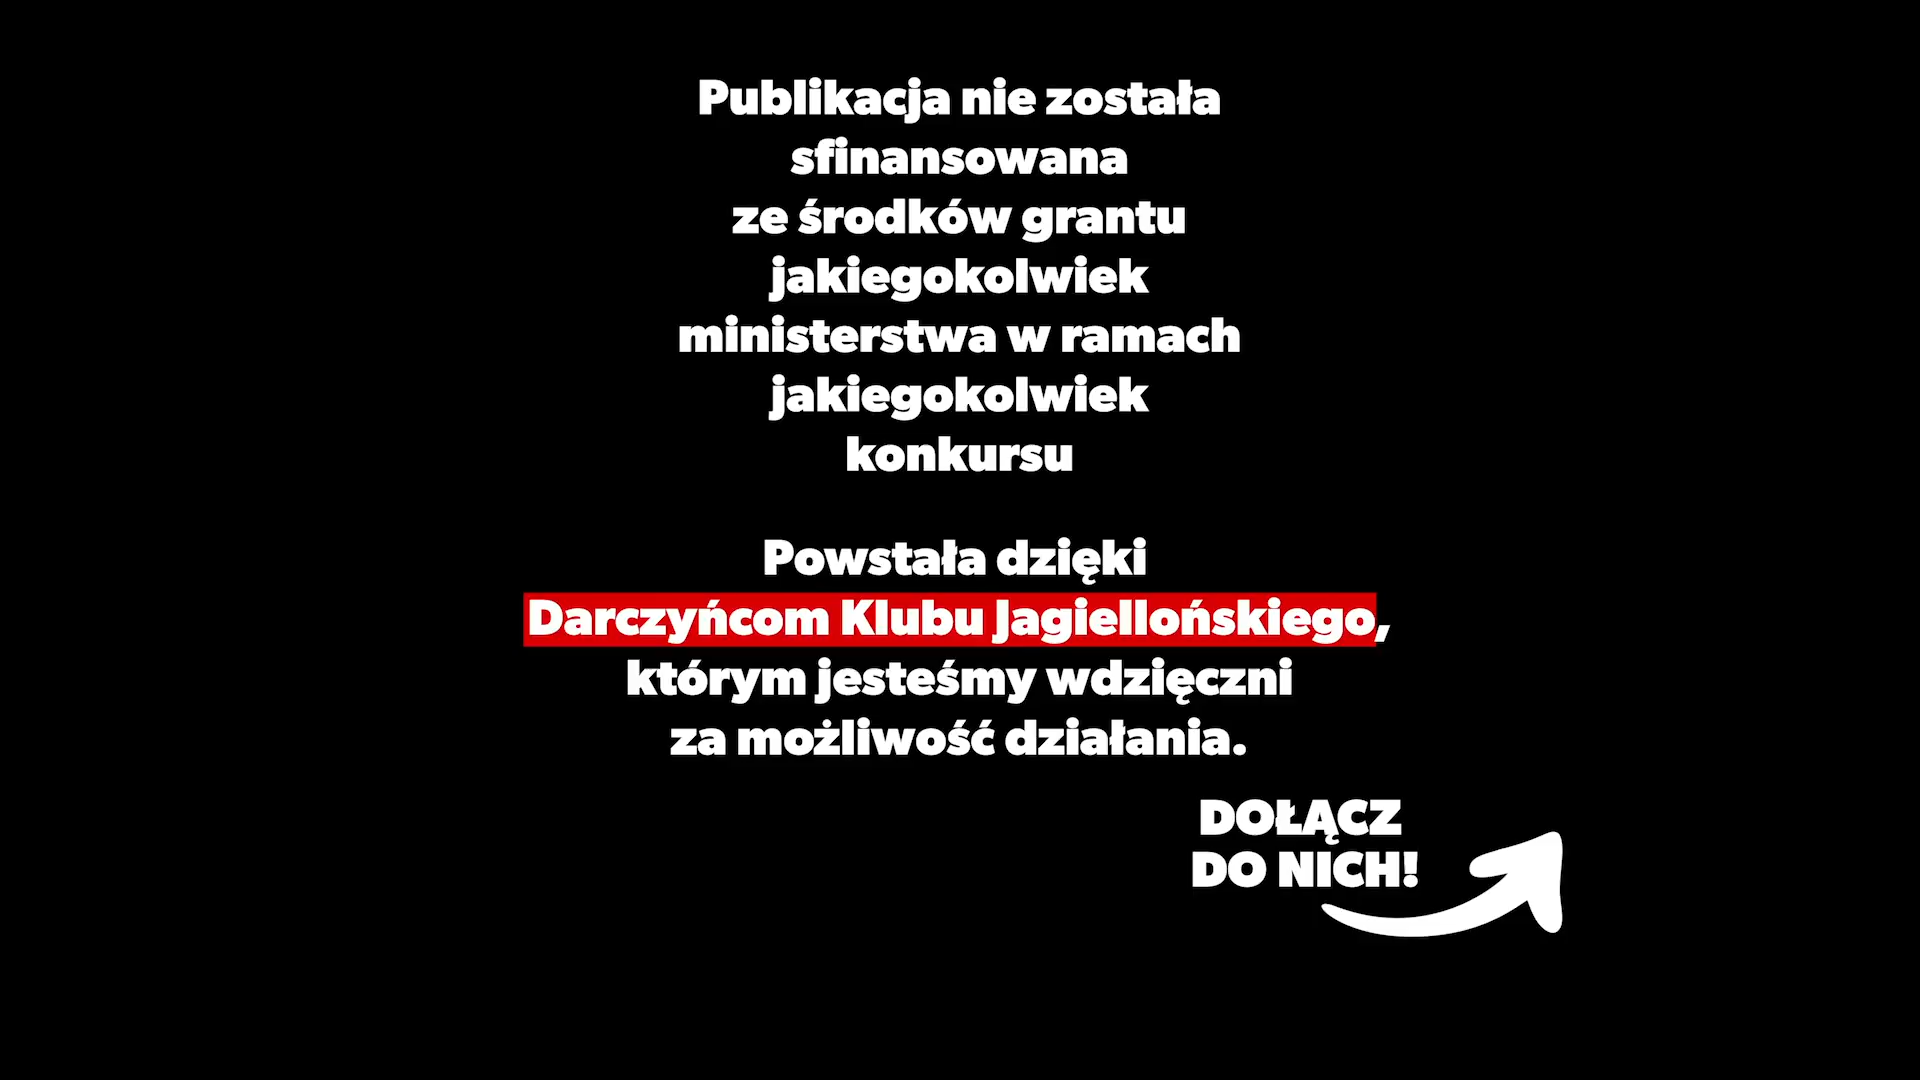 Publikacja nie została
sfinansowana
ze środków grantu
jakiegokolwiek
ministerstwa w ramach
jakiegokolwiek
konkursu
Powstała dzięki
Darczyńcom Klubu Jagiellońskiego,
którym jesteśmy wdzięczni
za możliwość działania.
DOŁĄCZ
DO NICH!